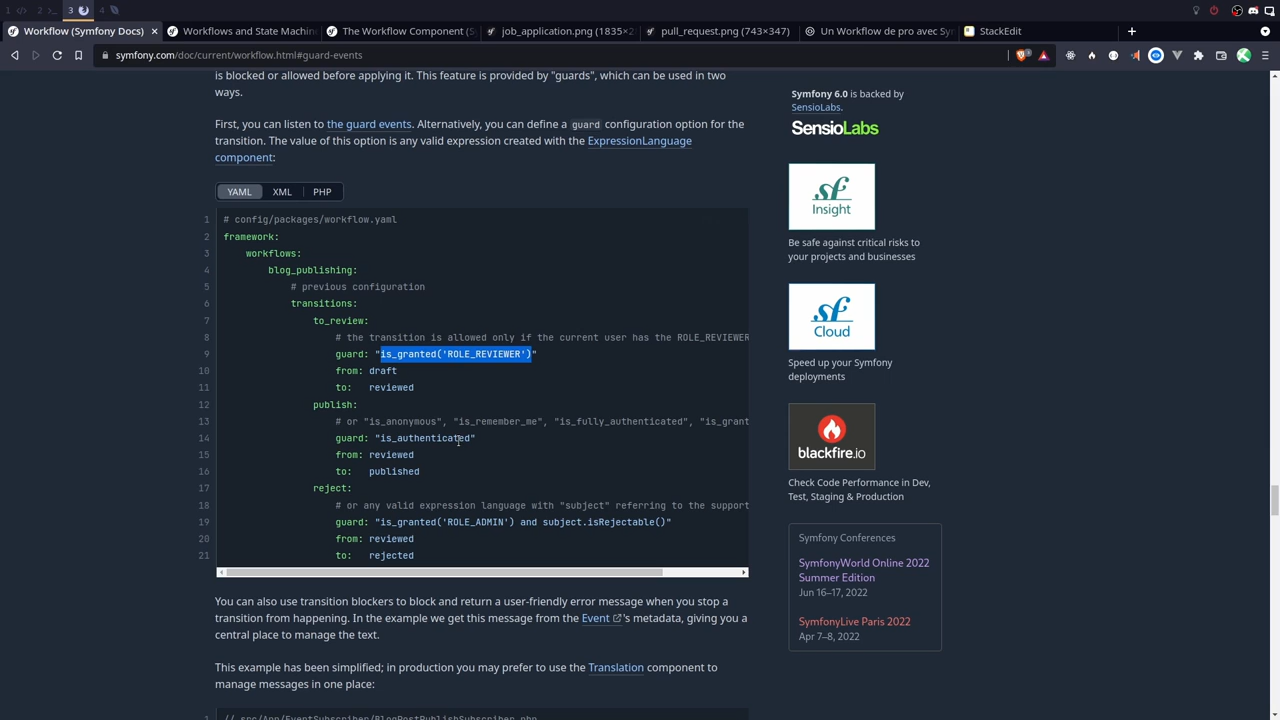 1
2
3
4
Workflow (Symfony Docs)
Workflows and State Machin
The Workflow Component (S
job_application.png (1835×2
pull_request.png (743×347)
Un Workflow de pro avec Sy
StackEdit
symfony.com/doc/current/workflow.html#guard-events
is blocked or allowed before applying it. This feature is provided by "guards", which can be used in two
ways.
First, you can listen to the guard events. Alternatively, you can define a guard configuration option for the
transition. The value of this option is any valid expression created with the ExpressionLanguage
component:
YAML XML PHP
1 # config/packages/workflow.yaml
2 framework:
3 workflows:
4 blog_publishing:
5 # previous configuration
6 transitions:
7 to_review:
8 # the transition is allowed only if the current user has the ROLE_REVIEWER
9 guard: "is_granted('ROLE_REVIEWER')"
10 from: draft
11 to: reviewed
12 publish:
13 # or "is_anonymous", "is_remember_me", "is_fully_authenticated", "is_grant
14 guard: "is_authenticated"
15 from: reviewed
16 to: published
17 reject:
18 # or any valid expression language with "subject" referring to the support
19 guard: "is_granted('ROLE_ADMIN') and subject.isRejectable()"
20 from: reviewed
21 to: rejected
You can also use transition blockers to block and return a user-friendly error message when you stop a
transition from happening. In the example we get this message from the Event's metadata, giving you a
central place to manage the text.
This example has been simplified; in production you may prefer to use the Translation component to
manage messages in one place:
1 // src/App/EventSubscriber/BlogPostPublishSubscriber.php
Symfony 6.0 is backed by
SensioLabs.
SensioLabs
sf
Insight
Be safe against critical risks to
your projects and businesses
sf
Cloud
Speed up your Symfony
deployments
blackfire.io
Check Code Performance in Dev,
Test, Staging & Production
Symfony Conferences
SymfonyWorld Online 2022
Summer Edition
Jun 16–17, 2022
SymfonyLive Paris 2022
Apr 7–8, 2022